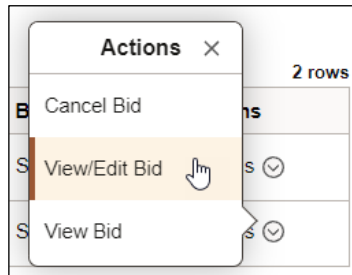 Actions ×
2 rows
Cancel Bid
View/Edit Bid
View Bid